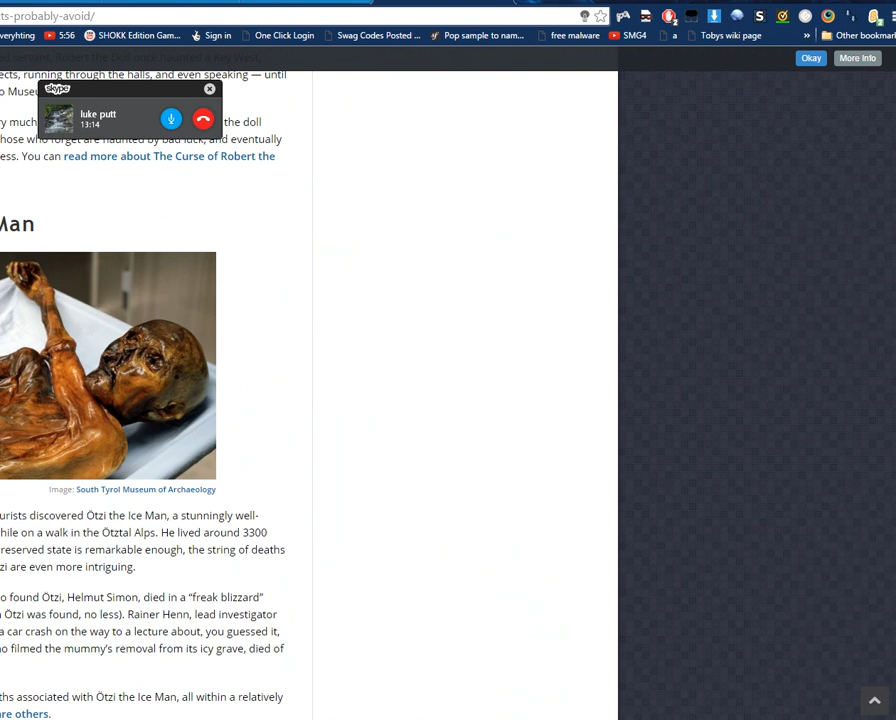 ts-probably-avoid/
veryhting
5:56
SHOKK Edition Gam...
Sign in
One Click Login
Swag Codes Posted ...
Pop sample to nam...
free malware
SMG4
a
Tobys wiki page
»
Other bookmar
Okay
More Info
ects, running through the halls, and even speaking — until
o Museu
skype
luke putt
13:14
ry much
the doll
hose who forget are haunted by bad luck, and eventually
ess. You can read more about The Curse of Robert the
Man
Image: South Tyrol Museum of Archaeology
urists discovered Ötzi the Ice Man, a stunningly well-
hile on a walk in the Ötztal Alps. He lived around 3300
reserved state is remarkable enough, the string of deaths
zi are even more intriguing.
o found Ötzi, Helmut Simon, died in a “freak blizzard”
n Ötzi was found, no less). Rainer Henn, lead investigator
a car crash on the way to a lecture about, you guessed it,
ho filmed the mummy’s removal from its icy grave, died of
ths associated with Ötzi the Ice Man, all within a relatively
are others.